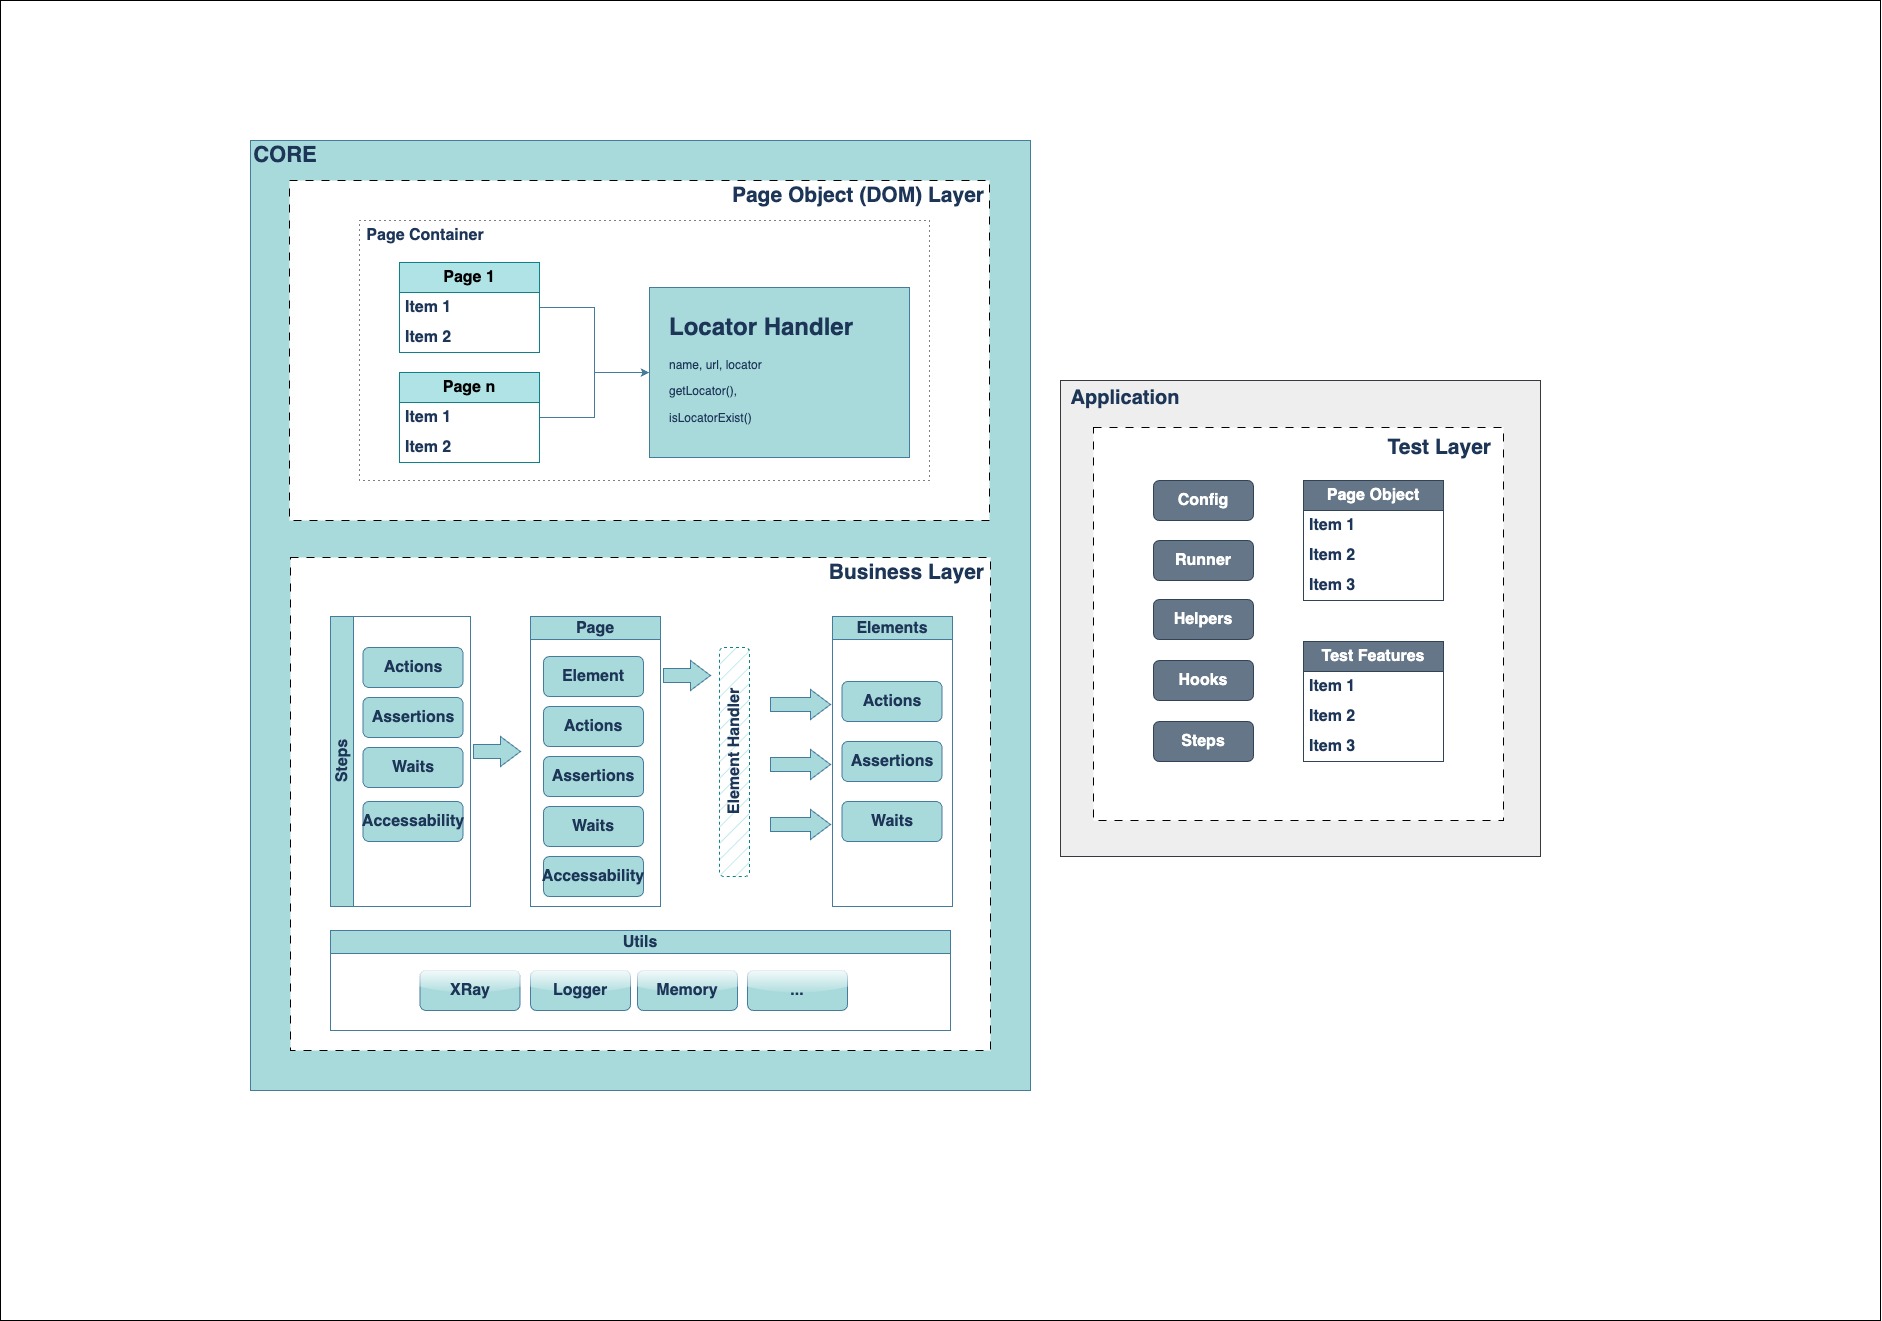 CORE
Page Object (DOM) Layer
Page Container
Page 1
Item 1
Item 2
Page n
Item 1
Item 2
Locator Handler
name, url, locator
getLocator(),
isLocatorExist()
Business Layer
Steps
Actions
Assertions
Waits
Accessability
Page
Element
Actions
Assertions
Waits
Accessability
Element Handler
Elements
Actions
Assertions
Waits
Utils
XRay
Logger
Memory
...
Application
Test Layer
Config
Runner
Helpers
Hooks
Steps
Page Object
Item 1
Item 2
Item 3
Test Features
Item 1
Item 2
Item 3